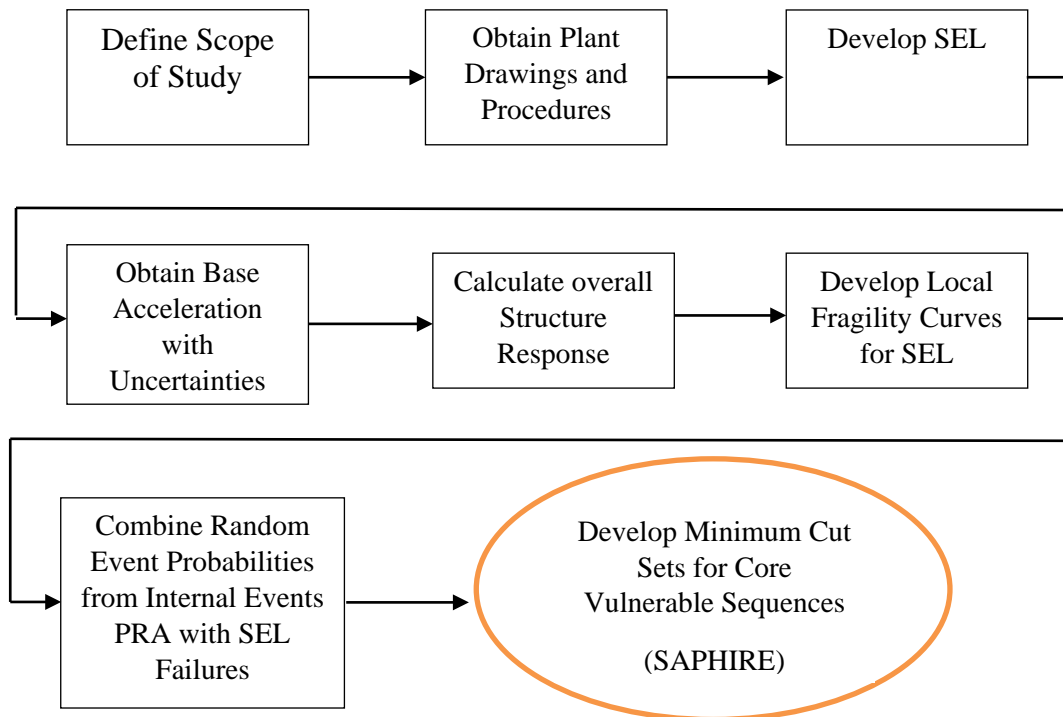 Define Scope
of Study
Obtain Plant
Drawings and
Procedures
Develop SEL
Obtain Base
Acceleration
with
Uncertainties
Calculate overall
Structure
Response
Develop Local
Fragility Curves
for SEL
Combine Random
Event Probabilities
from Internal Events
PRA with SEL
Failures
Develop Minimum Cut
Sets for Core
Vulnerable Sequences
(SAPHIRE)